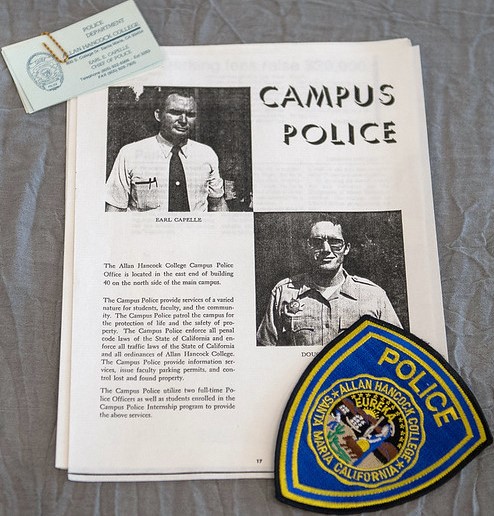 POLICE
DEPARTMENT
ALLAN HANCOCK COLLEGE
EARL E. CAPELLE
CHIEF OF POLICE
CAMPUS
POLICE
EARL CAPELLE
DOU
The Allan Hancock College Campus Police
Office is located in the east end of building
40 on the north side of the main campus.
The Campus Police provide services of a varied
nature for students, faculty, and the commun-
ity. The Campus Police patrol the campus for
the protection of life and the safety of pro-
perty. The Campus Police enforce all penal
code laws of the State of California and en-
force all traffic laws of the State of California
and all ordinances of Allan Hancock College.
The Campus Police provide information ser-
vices, issue faculty parking permits, and con-
trol lost and found property.
The Campus Police utilize two full-time Po-
lice Officers as well as students enrolled in the
Campus Police Internship program to provide
the above services.
17
POLICE
ALLAN HANCOCK COLLEGE
EUREKA
SANTA MARIA CALIFORNIA